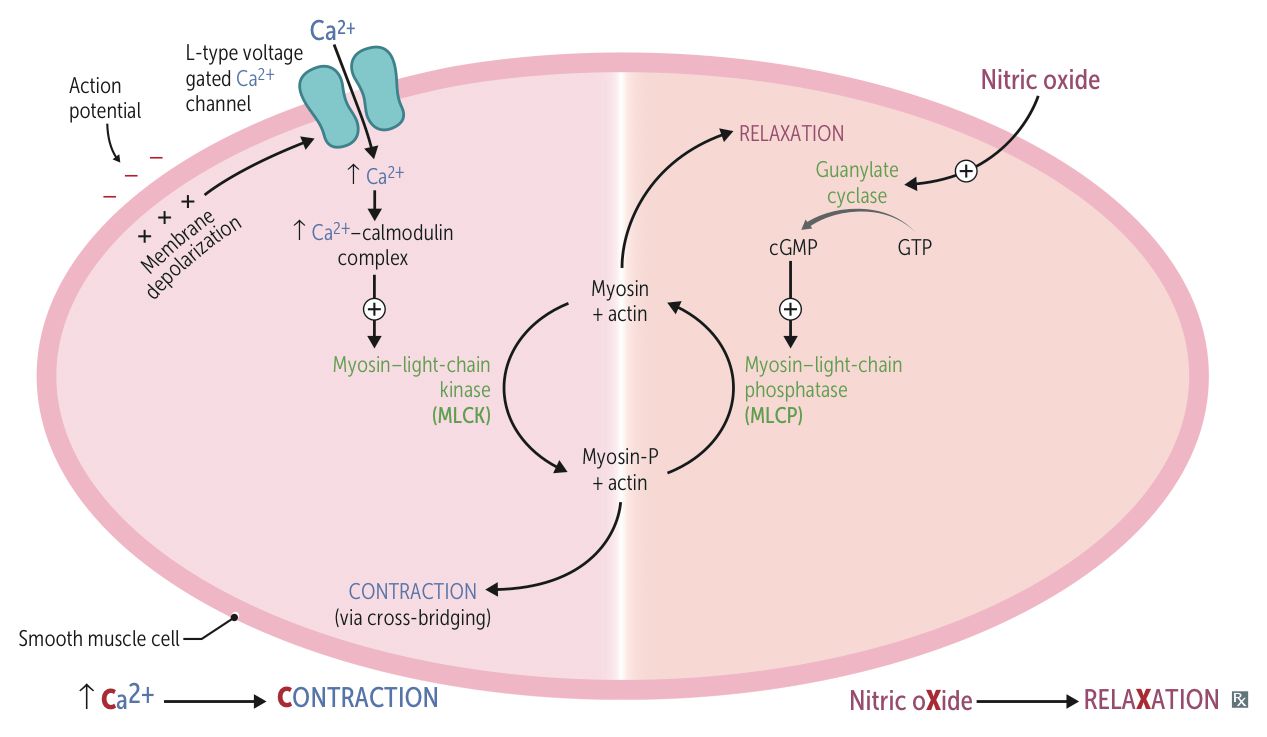 Ca2+
L-type voltage
gated Ca2+
channel
Action
potential
− − −
+ + +
Membrane
depolarization
↑ Ca2+
↑ Ca2+–calmodulin
complex
+
Myosin–light-chain
kinase
(MLCK)
Myosin
+ actin
Myosin-P
+ actin
CONTRACTION
(via cross-bridging)
Smooth muscle cell
RELAXATION
Nitric oxide
+
Guanylate
cyclase
cGMP
GTP
+
Myosin–light-chain
phosphatase
(MLCP)
↑ Ca2+ → CONTRACTION
Nitric oXide → RELAXATION ℞